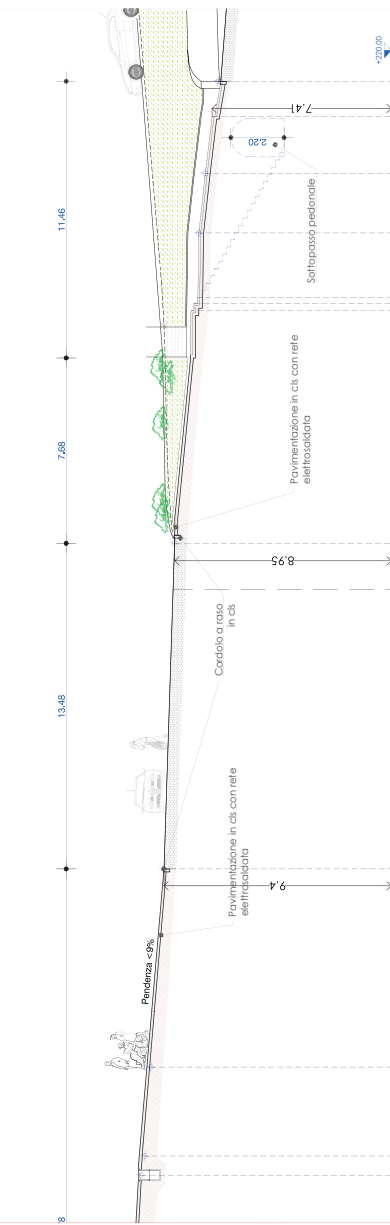 +220.00
7.41
2.20
11.46
Sottopasso pedonale
Pavimentazione in cls con rete
elettrosaldata
7.68
8.95
Cordolo a raso
in cls
13.48
Pavimentazione in cls con rete
elettrosaldata
9.4
Pendenza <9%